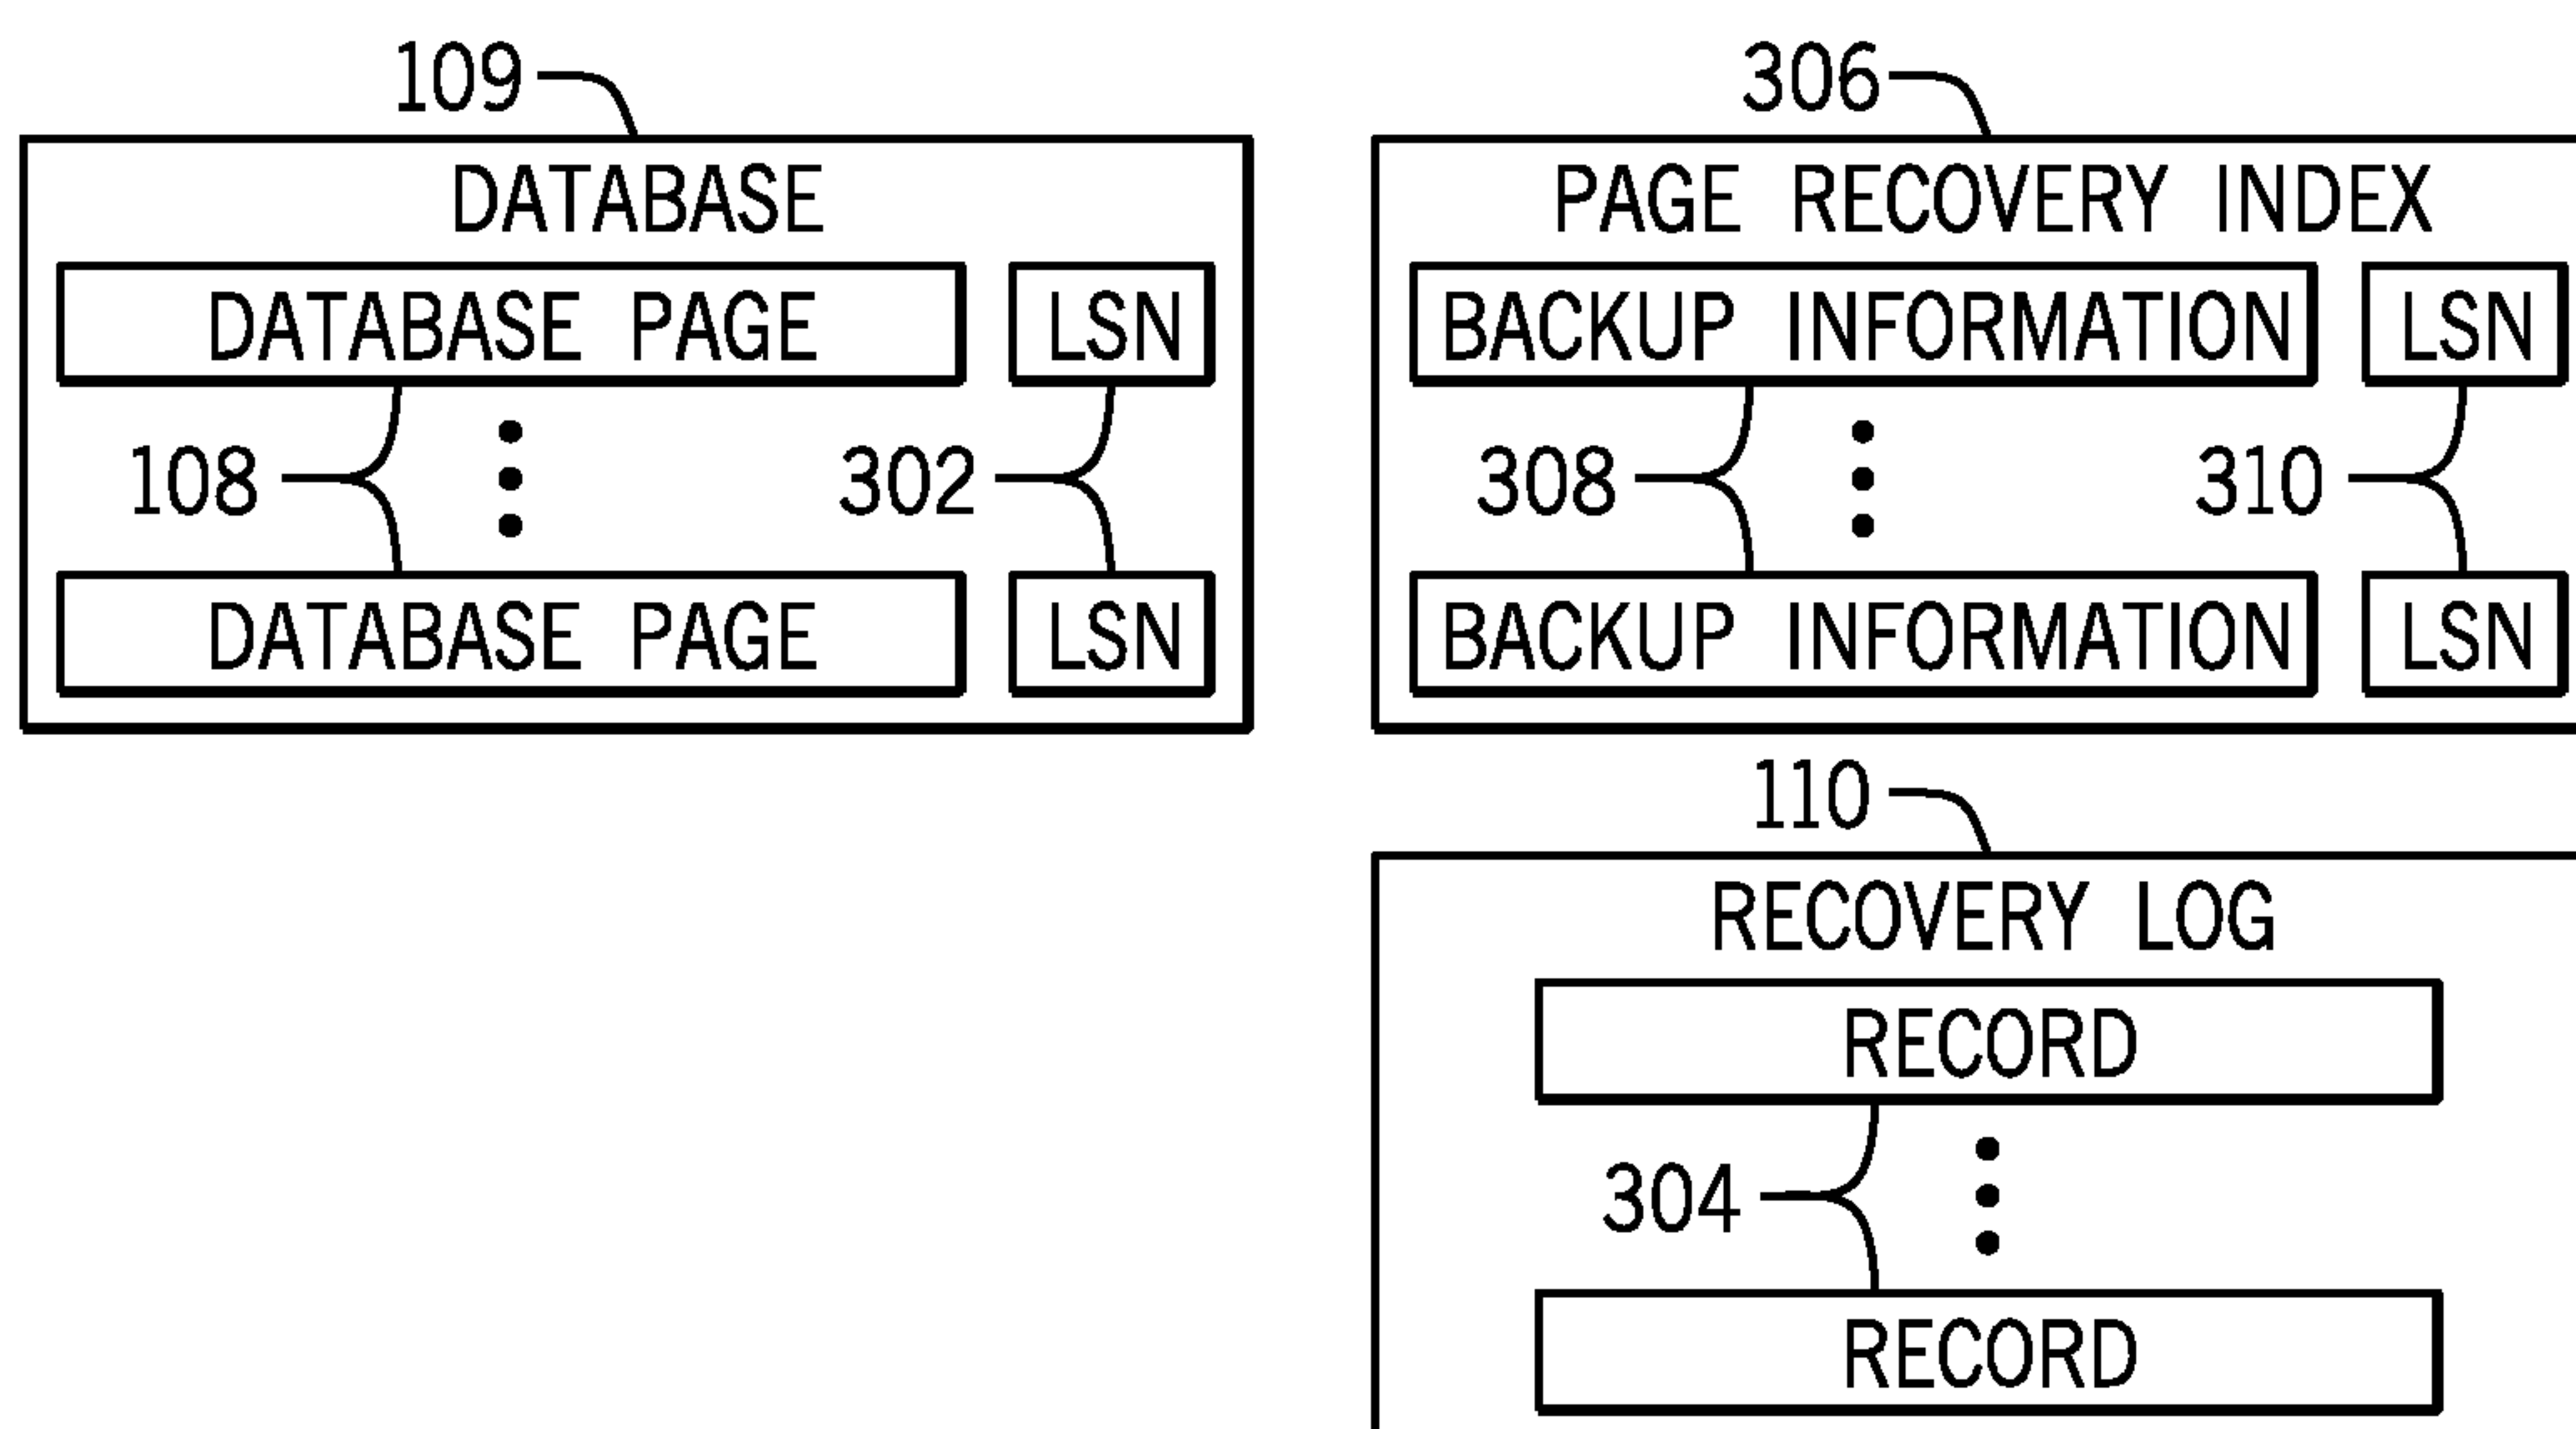 109
DATABASE
DATABASE PAGE LSN
108 302
DATABASE PAGE LSN
306
PAGE RECOVERY INDEX
BACKUP INFORMATION LSN
308 310
BACKUP INFORMATION LSN
110
RECOVERY LOG
RECORD
304
RECORD